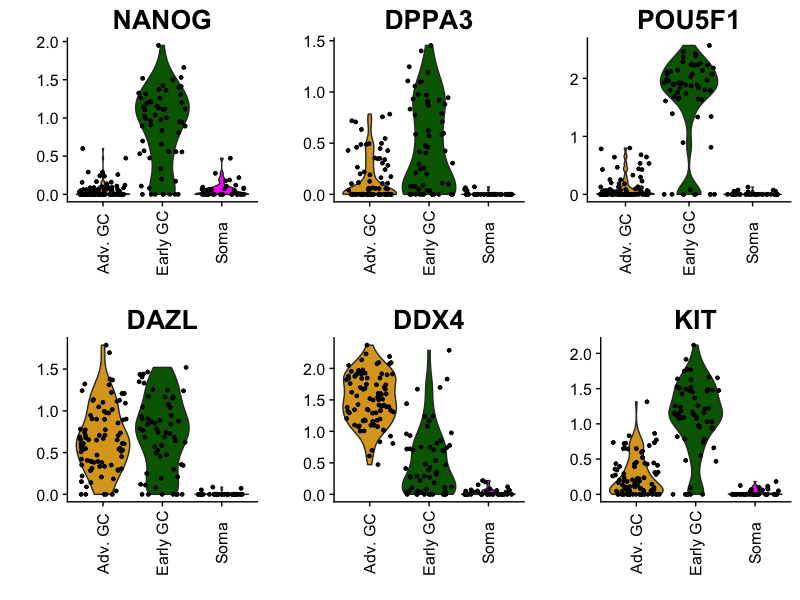 NANOG
2.0
1.5
1.0
0.5
0.0
Adv. GC
Early GC
Soma
DPPA3
1.5
1.0
0.5
0.0
Adv. GC
Early GC
Soma
POU5F1
2
1
0
Adv. GC
Early GC
Soma
DAZL
1.5
1.0
0.5
0.0
Adv. GC
Early GC
Soma
DDX4
2.0
1.5
1.0
0.5
0.0
Adv. GC
Early GC
Soma
KIT
2.0
1.5
1.0
0.5
0.0
Adv. GC
Early GC
Soma